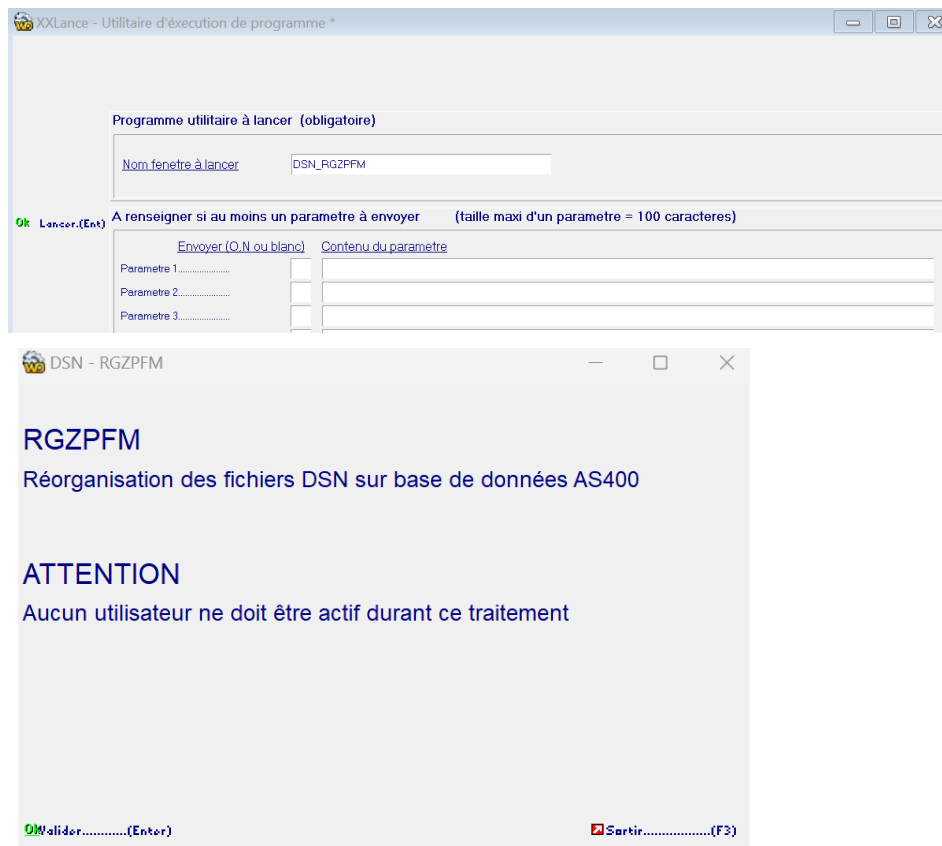 XXLance - Utilitaire d'éxecution de programme *
Programme utilitaire à lancer (obligatoire)
Nom fenetre à lancer DSN_RGZPFM
Ok Lancer.(Ent)
A renseigner si au moins un parametre à envoyer (taille maxi d'un parametre = 100 caracteres)
Envoyer (O,N ou blanc) Contenu du parametre
Parametre 1.....................
Parametre 2.....................
Parametre 3.....................
DSN - RGZPFM
RGZPFM
Réorganisation des fichiers DSN sur base de données AS400
ATTENTION
Aucun utilisateur ne doit être actif durant ce traitement
Ok Valider............(Enter) Sortir..................(F3)